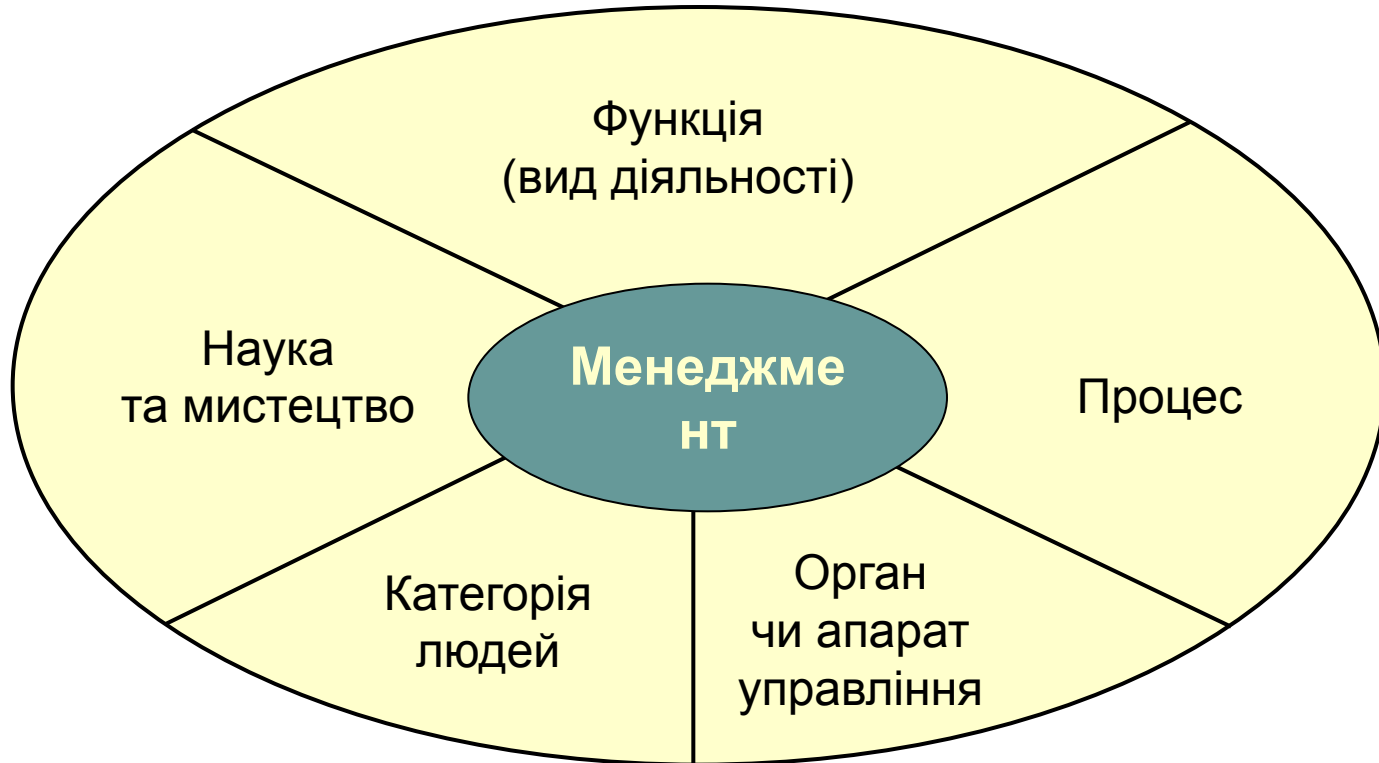 Функція
(вид діяльності)
Наука
та мистецтво
Менеджме
нт
Процес
Категорія
людей
Орган
чи апарат
управління